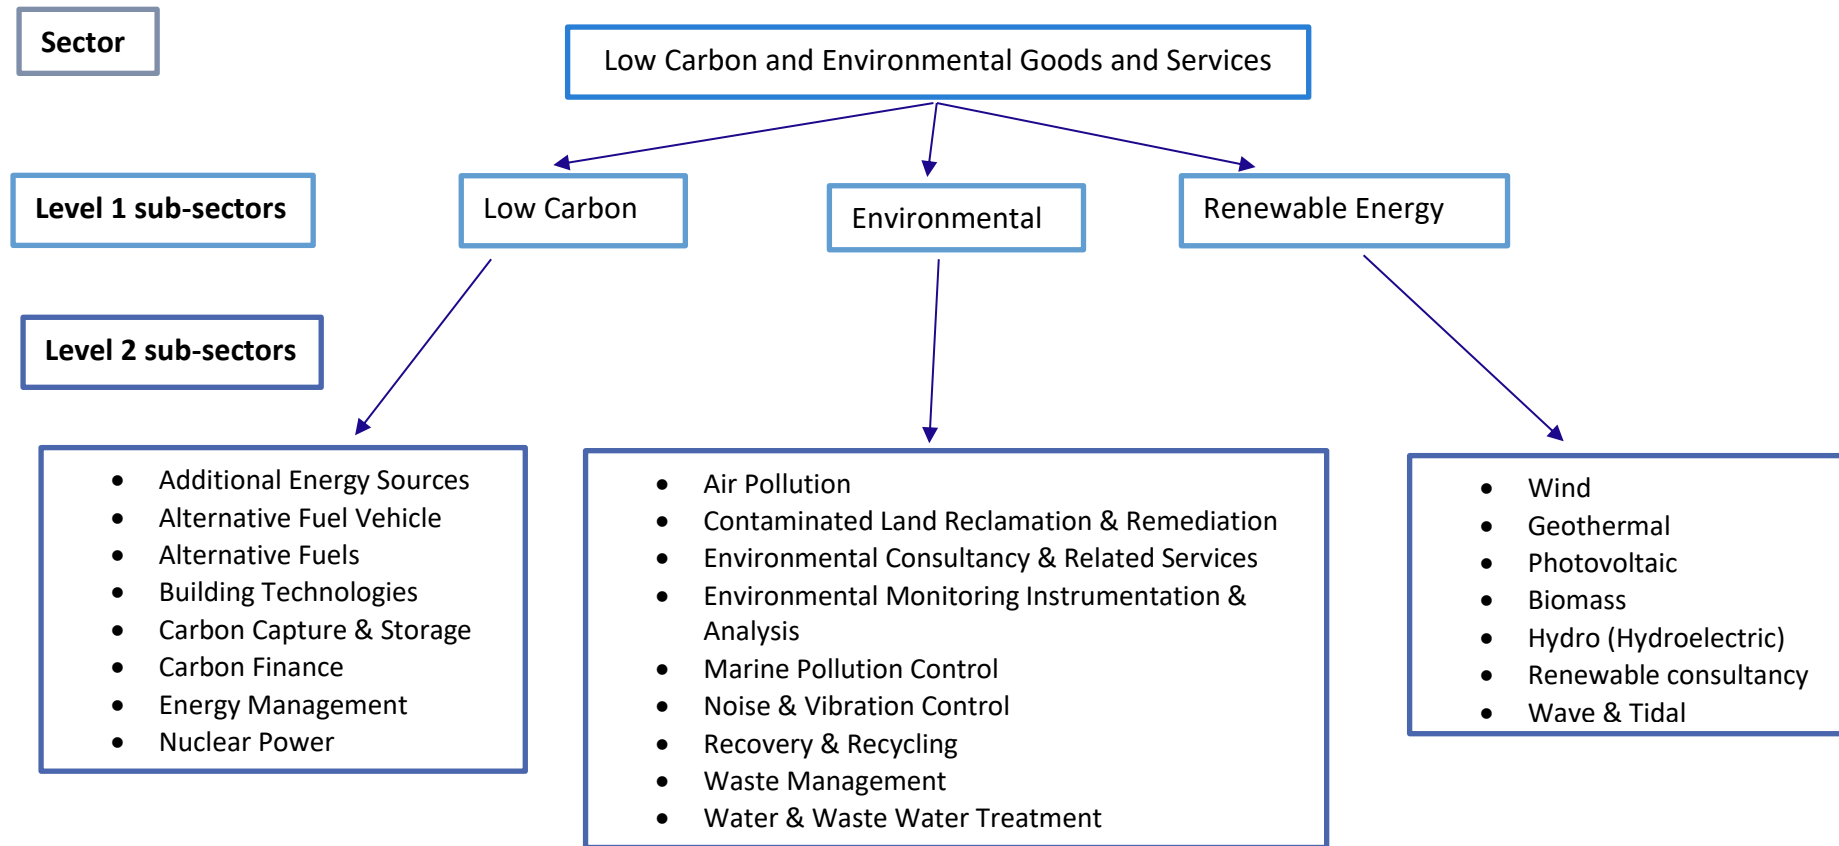 Sector
Low Carbon and Environmental Goods and Services
Level 1 sub-sectors
Low Carbon
Environmental
Renewable Energy
Level 2 sub-sectors
• Additional Energy Sources
• Alternative Fuel Vehicle
• Alternative Fuels
• Building Technologies
• Carbon Capture & Storage
• Carbon Finance
• Energy Management
• Nuclear Power
• Air Pollution
• Contaminated Land Reclamation & Remediation
• Environmental Consultancy & Related Services
• Environmental Monitoring Instrumentation &
Analysis
• Marine Pollution Control
• Noise & Vibration Control
• Recovery & Recycling
• Waste Management
• Water & Waste Water Treatment
• Wind
• Geothermal
• Photovoltaic
• Biomass
• Hydro (Hydroelectric)
• Renewable consultancy
• Wave & Tidal